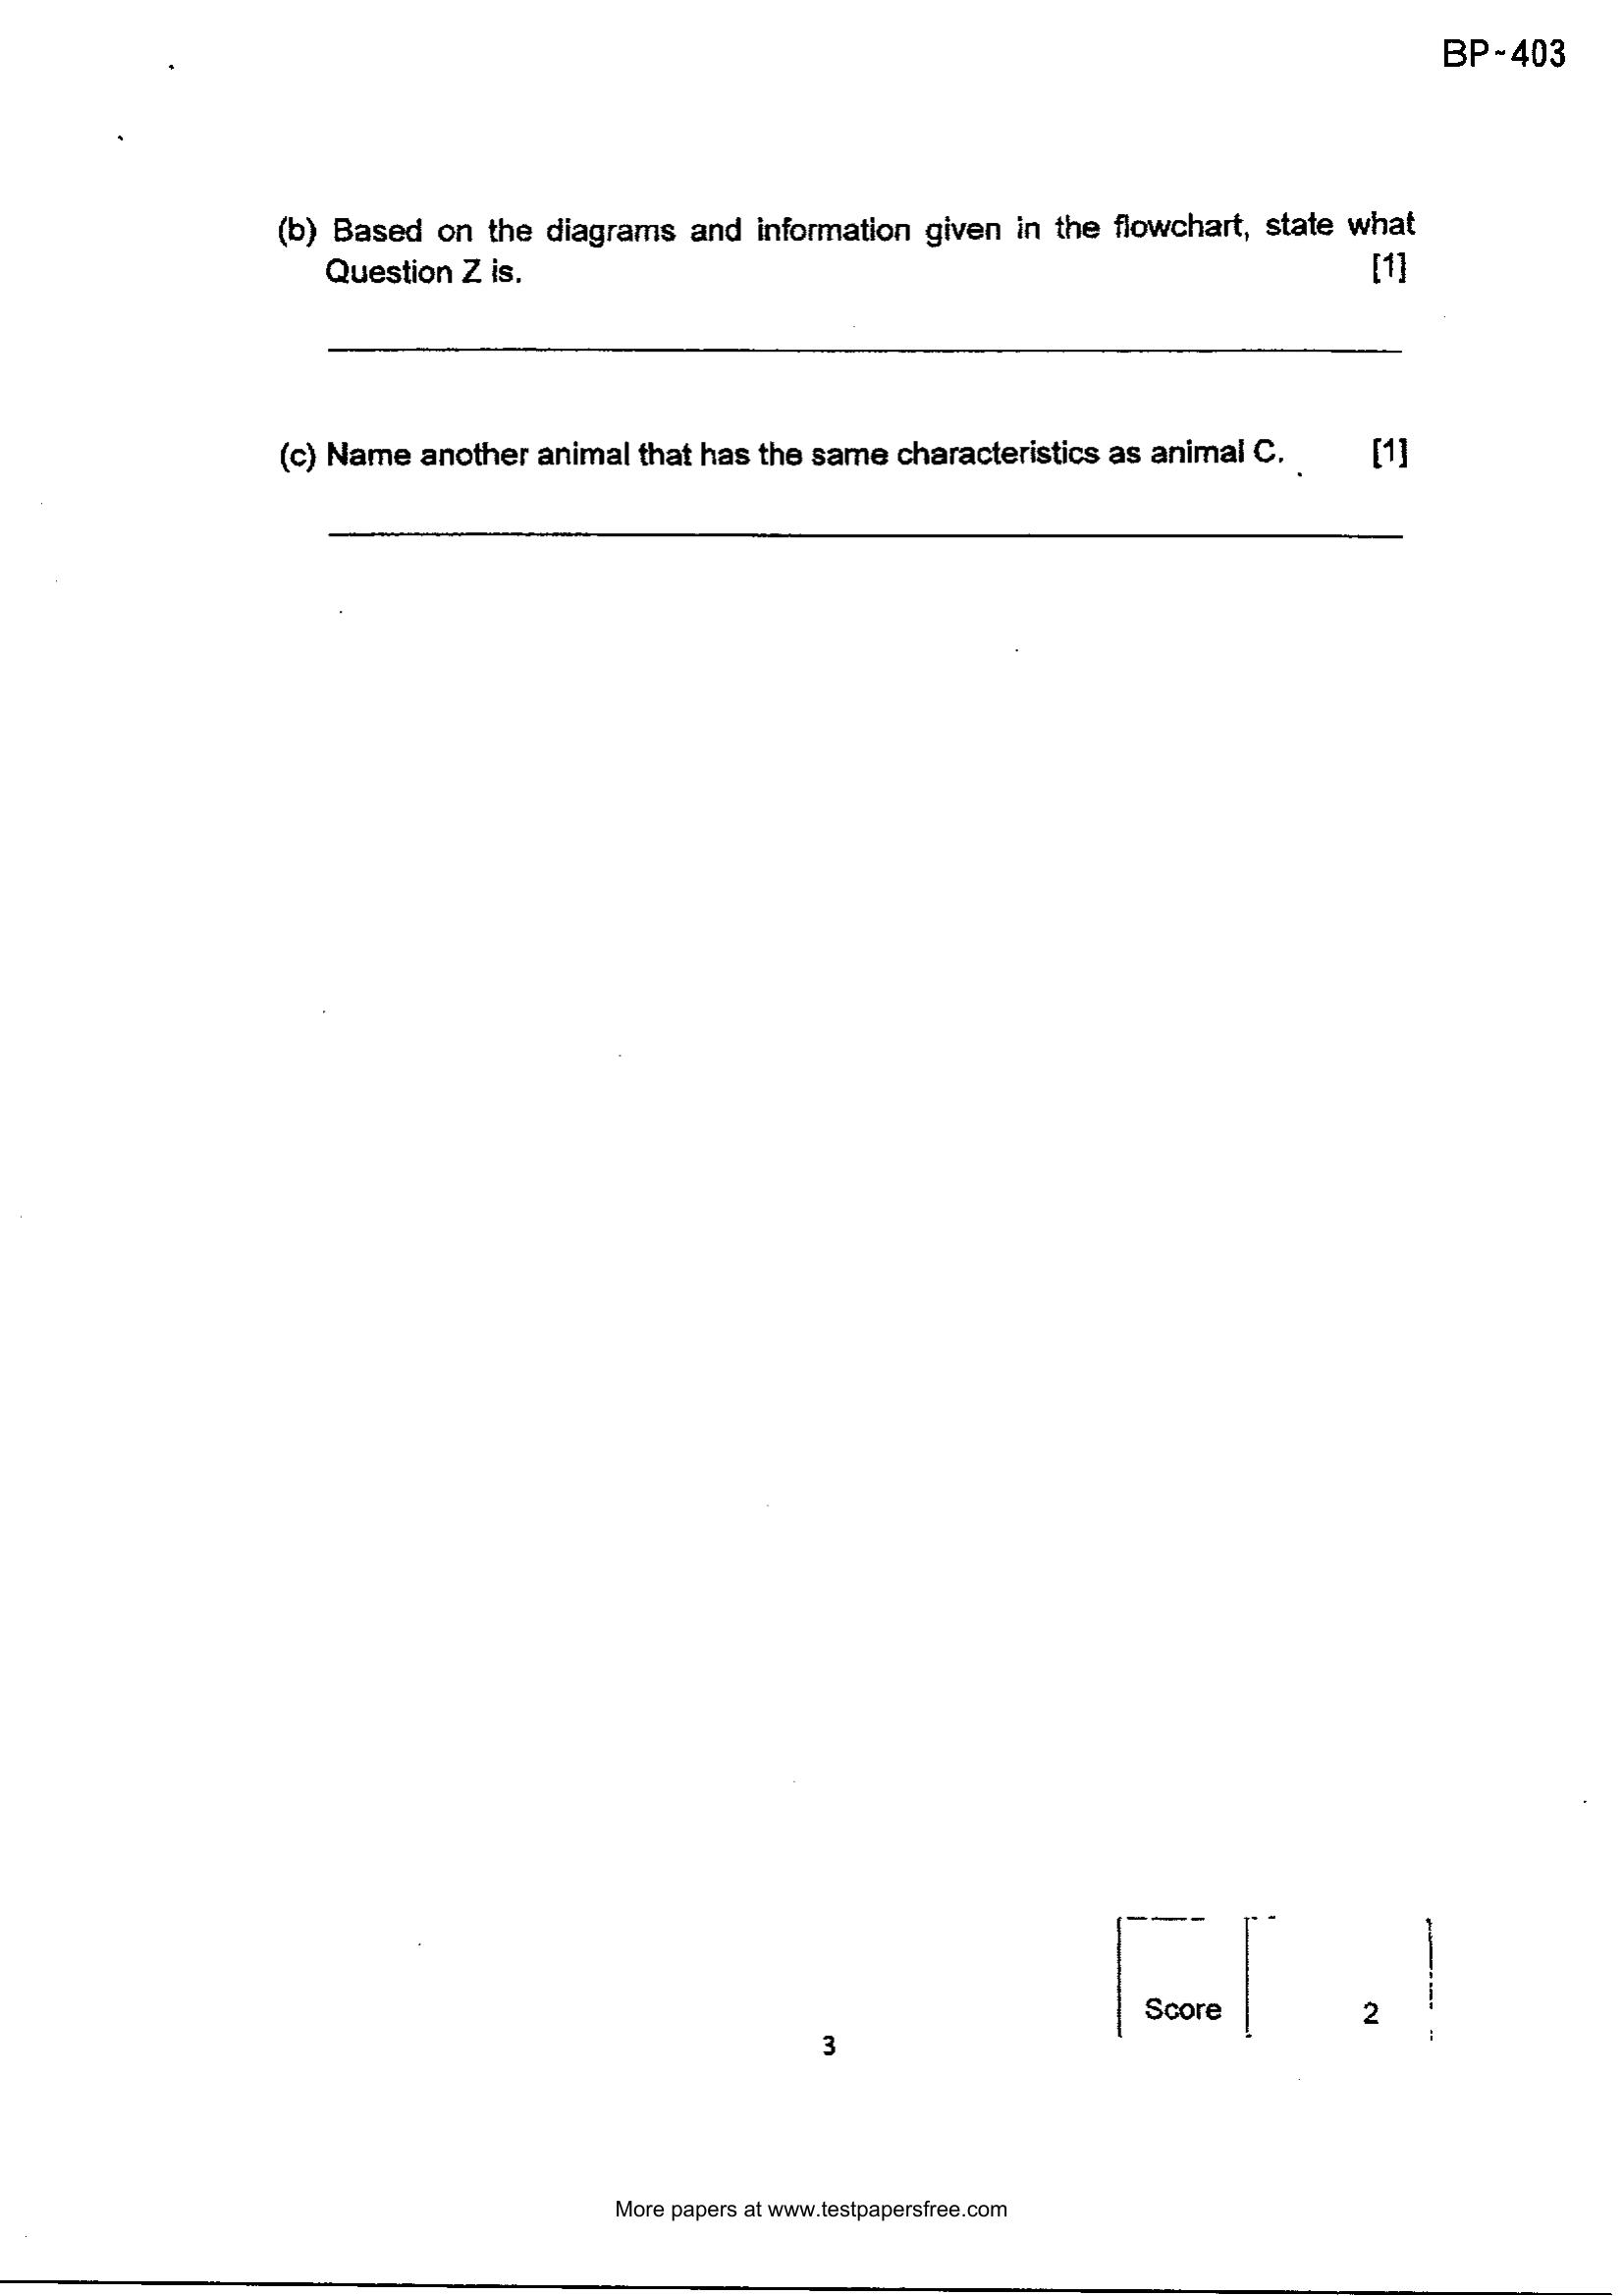 BP-403
(b) Based on the diagrams and information given in the flowchart, state what
Question Z is. [1]
(c) Name another animal that has the same characteristics as animal C. [1]
Score 2
3
More papers at www.testpapersfree.com